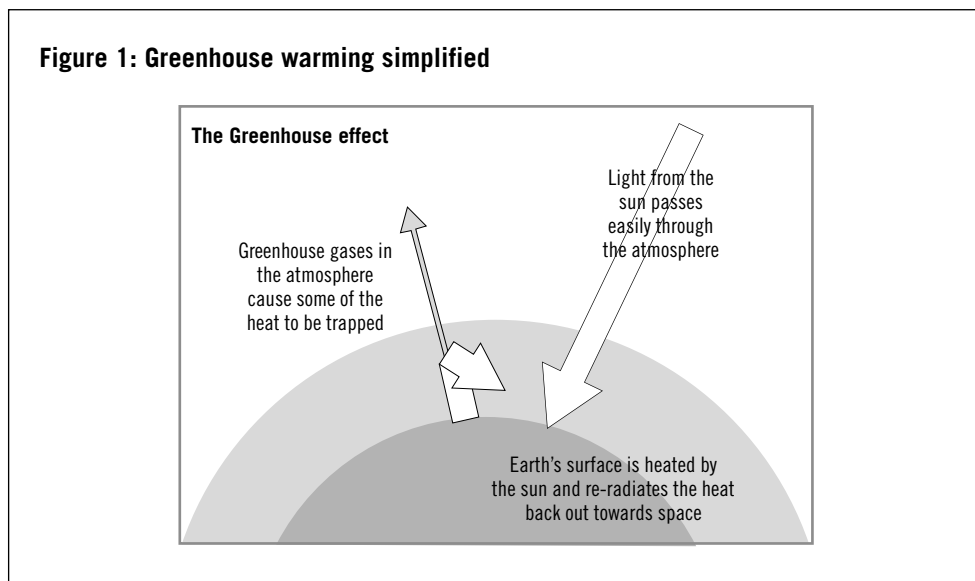 Figure 1: Greenhouse warming simplified
The Greenhouse effect
Light from the
sun passes
easily through
the atmosphere
Greenhouse gases in
the atmosphere
cause some of the
heat to be trapped
Earth’s surface is heated by
the sun and re-radiates the heat
back out towards space